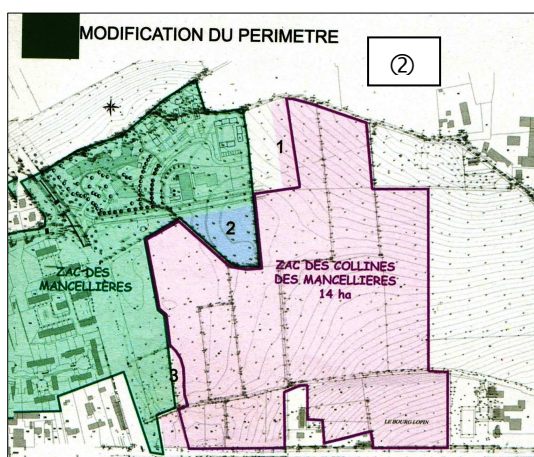 MODIFICATION DU PERIMETRE
②
1
2
ZAC DES
MANCELLIÈRES
ZAC DES COLLINES
DES MANCELLIERES
14 ha
3
LE BOURG LOPIN